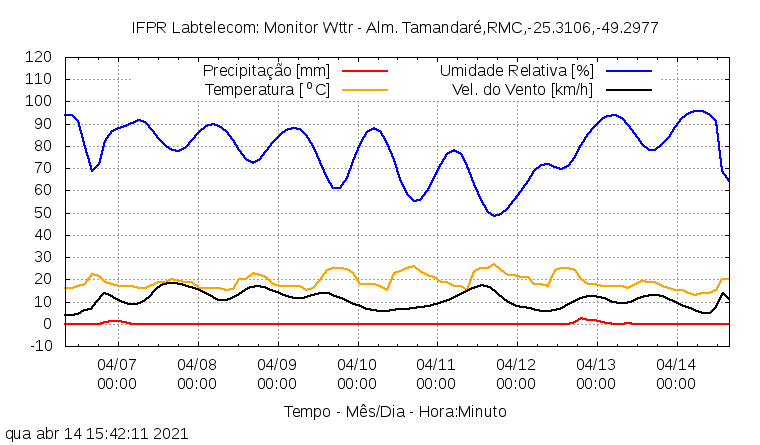 IFPR Labtelecom: Monitor Wttr - Alm. Tamandaré,RMC,-25.3106,-49.2977
120
110
100
90
80
70
60
50
40
30
20
10
0
-10
Precipitação [mm]
Temperatura [ ⁰C]
Umidade Relativa [%]
Vel. do Vento [km/h]
04/07 04/08 04/09 04/10 04/11 04/12 04/13 04/14
00:00 00:00 00:00 00:00 00:00 00:00 00:00 00:00
Tempo - Mês/Dia - Hora:Minuto
qua abr 14 15:42:11 2021